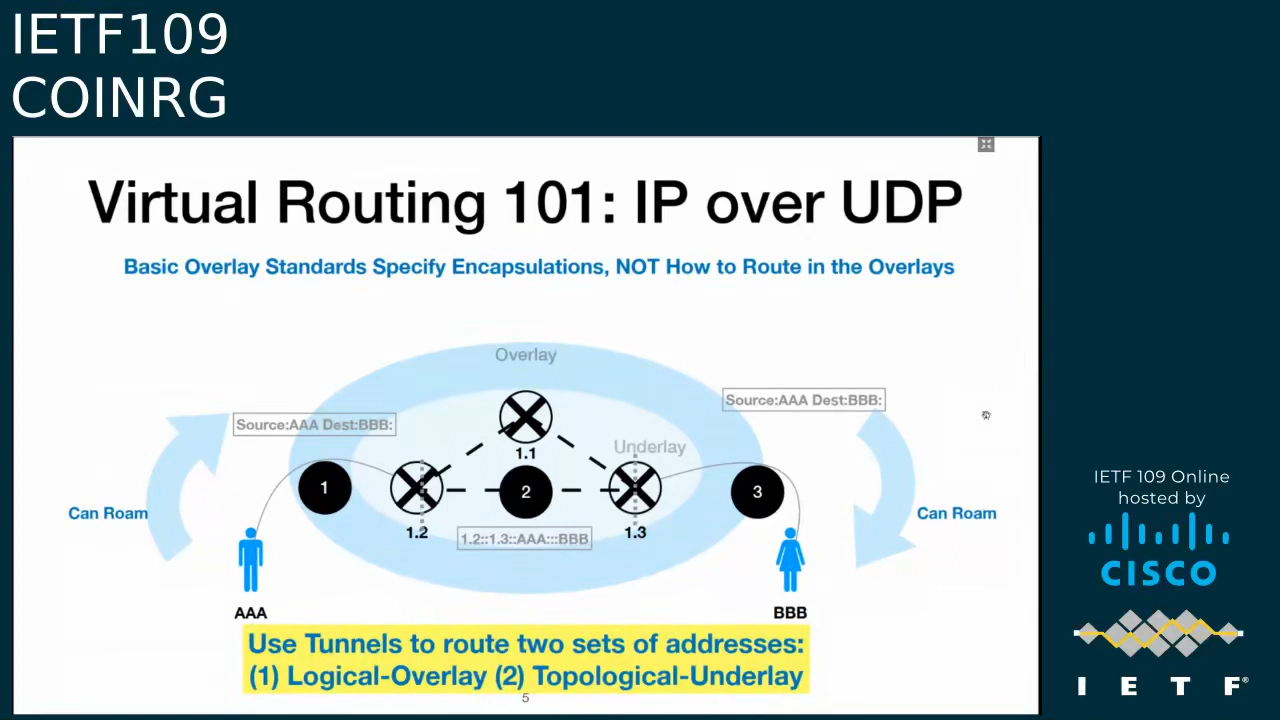 IETF109
COINRG
Virtual Routing 101: IP over UDP
Basic Overlay Standards Specify Encapsulations, NOT How to Route in the Overlays
Overlay
Source:AAA Dest:BBB:
Source:AAA Dest:BBB:
Underlay
1.1
1
2
3
Can Roam
Can Roam
1.2
1.2::1.3::AAA:::BBB
1.3
AAA
BBB
Use Tunnels to route two sets of addresses:
(1) Logical-Overlay (2) Topological-Underlay
5
IETF 109 Online
hosted by
CISCO
I E T F®